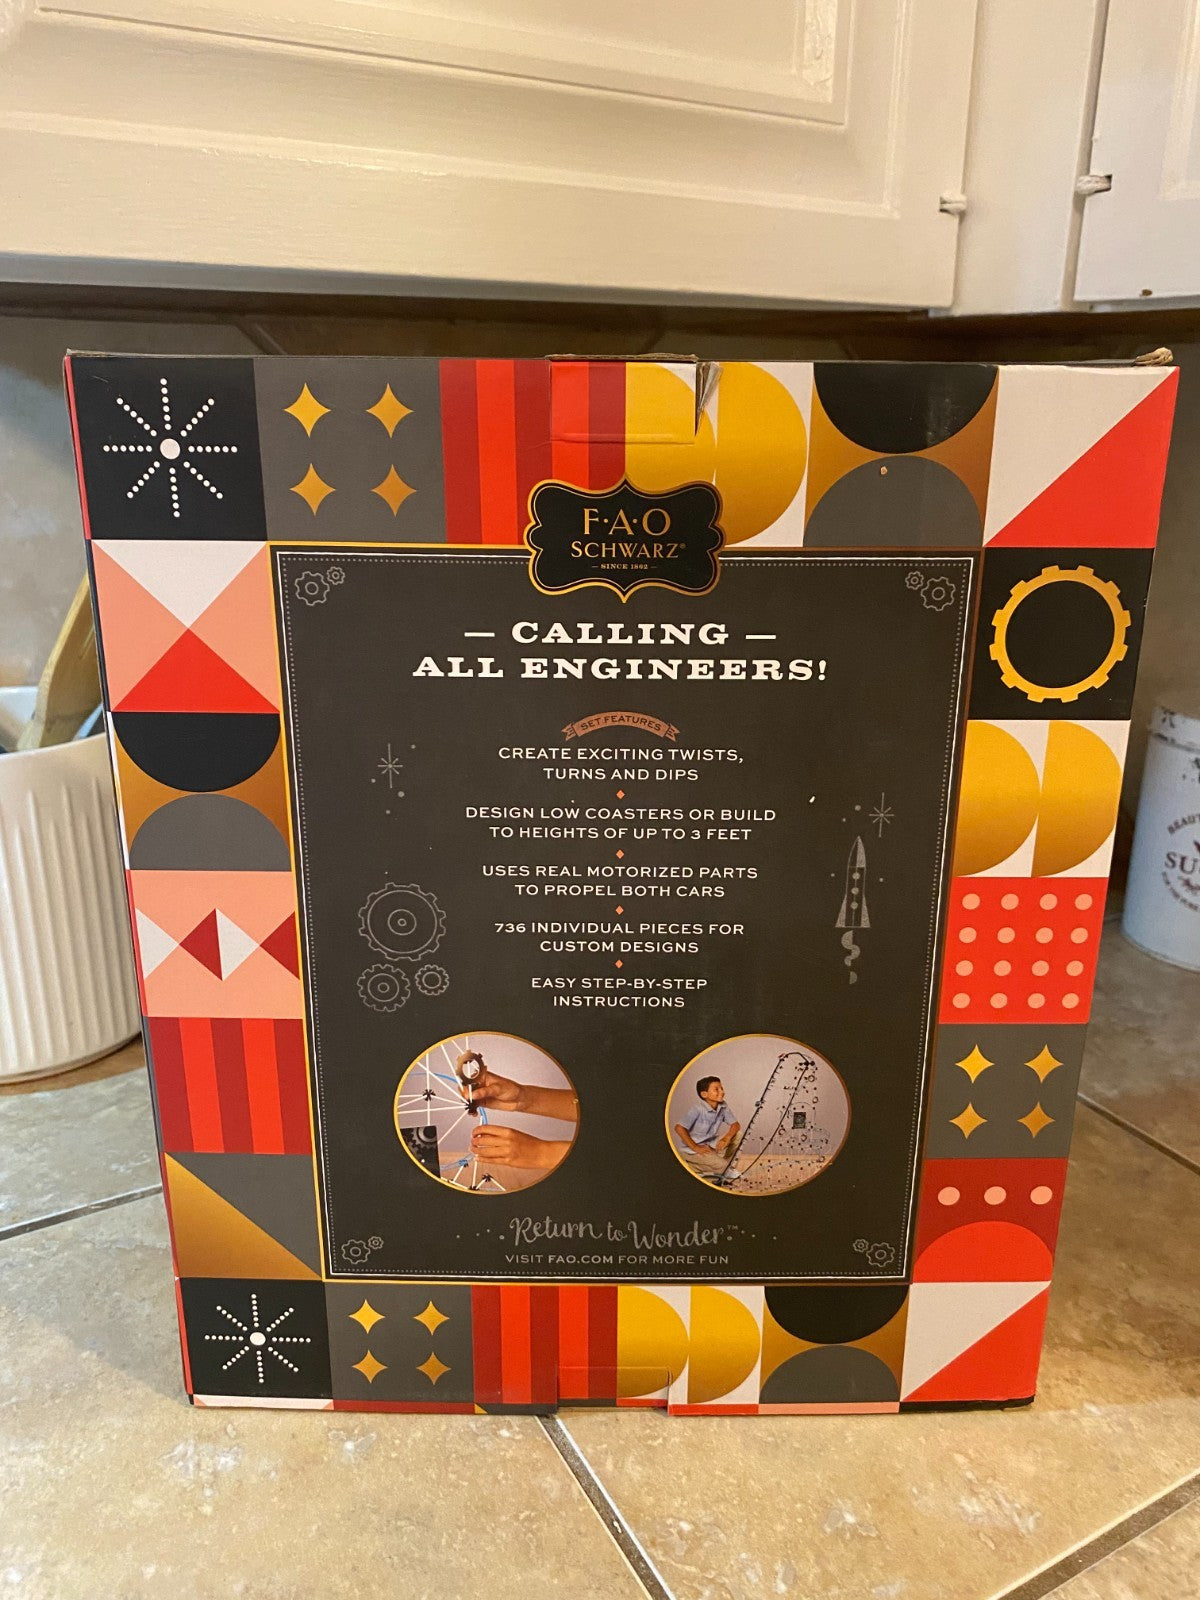 F·A·O
SCHWARZ®
– SINCE 1862 –
— CALLING —
ALL ENGINEERS!
SET FEATURES
CREATE EXCITING TWISTS,
TURNS AND DIPS
DESIGN LOW COASTERS OR BUILD
TO HEIGHTS OF UP TO 3 FEET
USES REAL MOTORIZED PARTS
TO PROPEL BOTH CARS
736 INDIVIDUAL PIECES FOR
CUSTOM DESIGNS
EASY STEP-BY-STEP
INSTRUCTIONS
Return to Wonder™
VISIT FAO.COM FOR MORE FUN